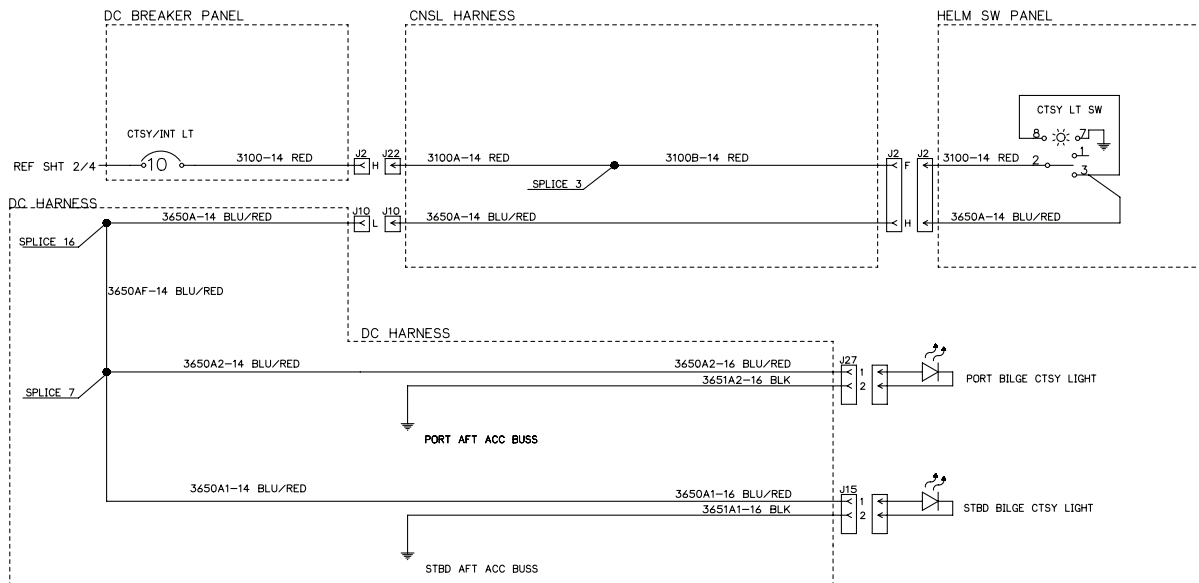 DC BREAKER PANEL
CNSL HARNESS
HELM SW PANEL
CTSY LT SW
CTSY/INT LT
8
7
1
REF SHT 2/4
10
3100-14 RED
J2
H
J22
3100A-14 RED
3100B-14 RED
J2
F
J2
3100-14 RED
2
3
SPLICE 3
DC HARNESS
3650A-14 BLU/RED
J10
L
J10
3650A-14 BLU/RED
H
3650A-14 BLU/RED
SPLICE 16
3650AF-14 BLU/RED
DC HARNESS
3650A2-14 BLU/RED
3650A2-16 BLU/RED
J27
1
3651A2-16 BLK
2
PORT BILGE CTSY LIGHT
SPLICE 7
PORT AFT ACC BUSS
3650A1-14 BLU/RED
3650A1-16 BLU/RED
J15
1
3651A1-16 BLK
2
STBD BILGE CTSY LIGHT
STBD AFT ACC BUSS